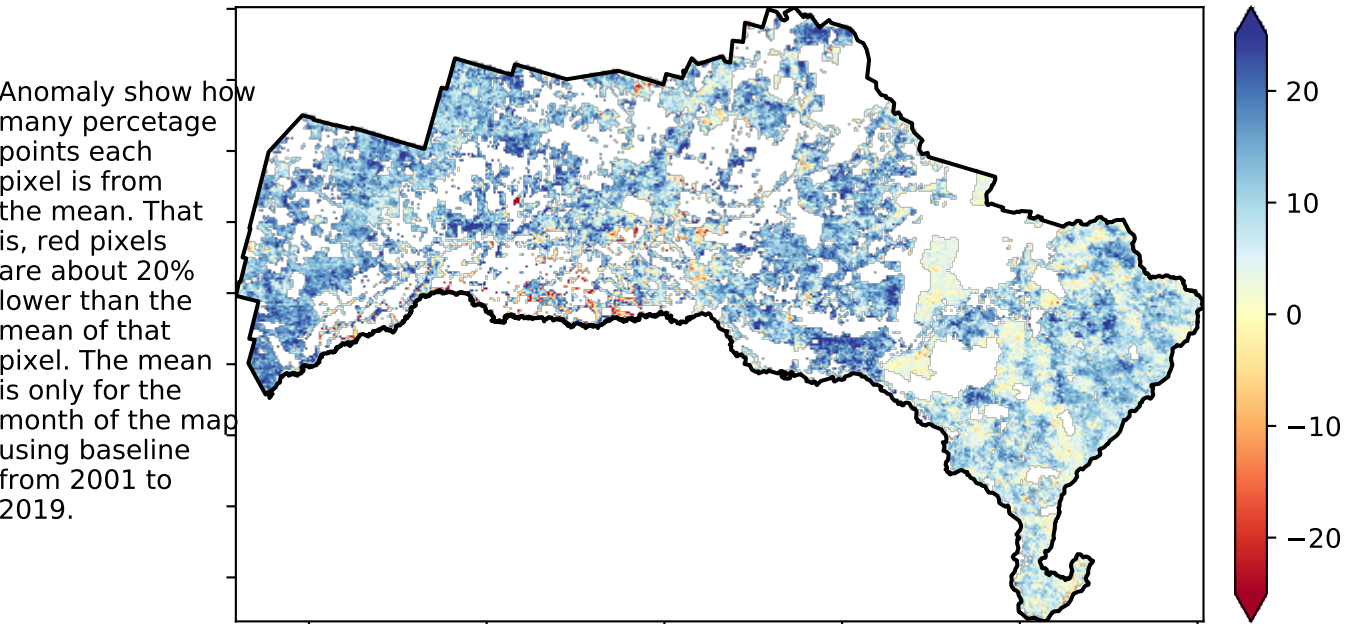 Anomaly show how
many percetage
points each
pixel is from
the mean. That
is, red pixels
are about 20%
lower than the
mean of that
pixel. The mean
is only for the
month of the map
using baseline
from 2001 to
2019.
20
10
0
−10
−20